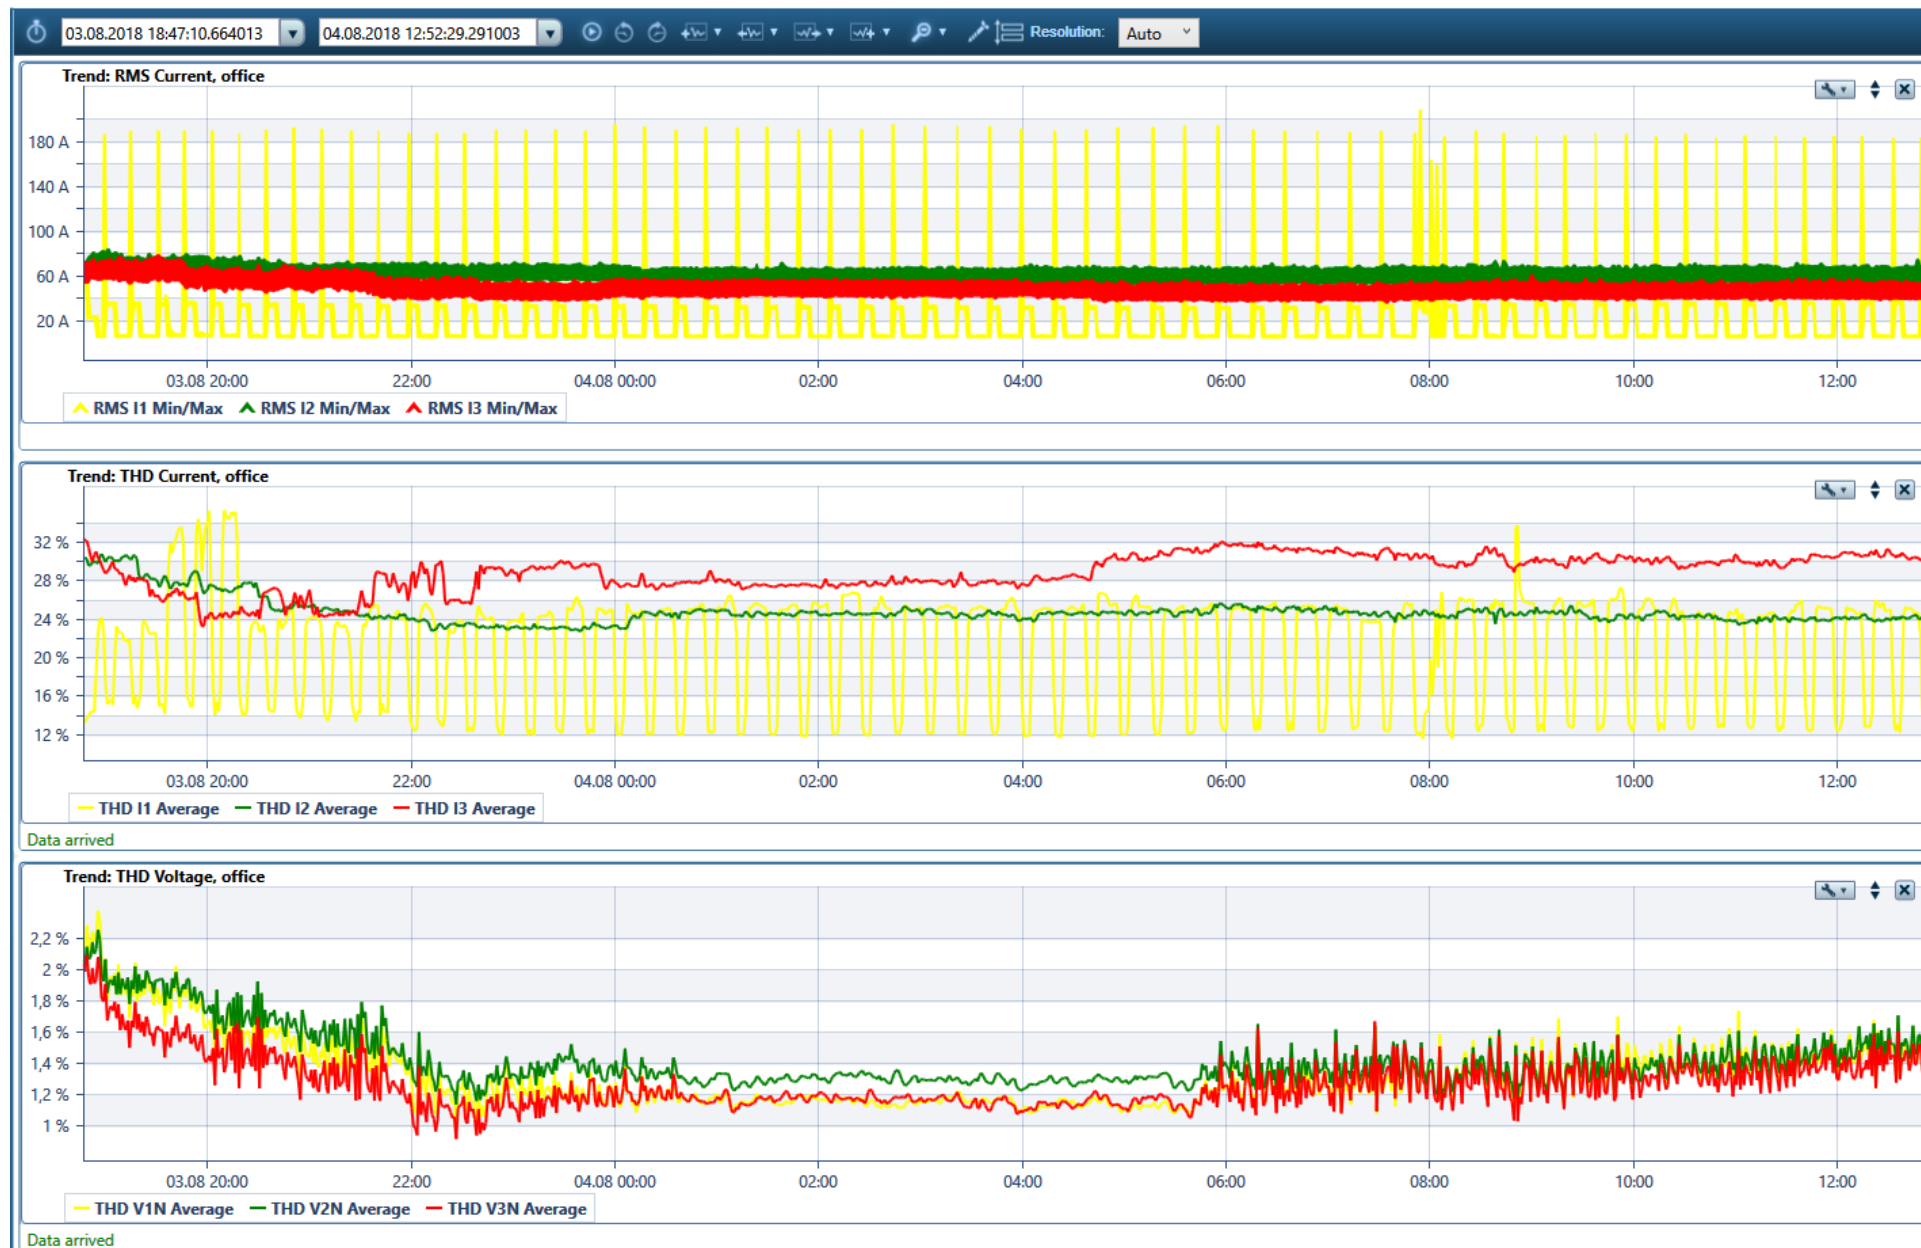 03.08.2018 18:47:10.664013 04.08.2018 12:52:29.291003 Resolution: Auto
Trend: RMS Current, office
180 A
140 A
100 A
60 A
20 A
03.08 20:00 22:00 04.08 00:00 02:00 04:00 06:00 08:00 10:00 12:00
RMS I1 Min/Max RMS I2 Min/Max RMS I3 Min/Max
Trend: THD Current, office
32 %
28 %
24 %
20 %
16 %
12 %
03.08 20:00 22:00 04.08 00:00 02:00 04:00 06:00 08:00 10:00 12:00
THD I1 Average THD I2 Average THD I3 Average
Data arrived
Trend: THD Voltage, office
2,2 %
2 %
1,8 %
1,6 %
1,4 %
1,2 %
1 %
03.08 20:00 22:00 04.08 00:00 02:00 04:00 06:00 08:00 10:00 12:00
THD V1N Average THD V2N Average THD V3N Average
Data arrived